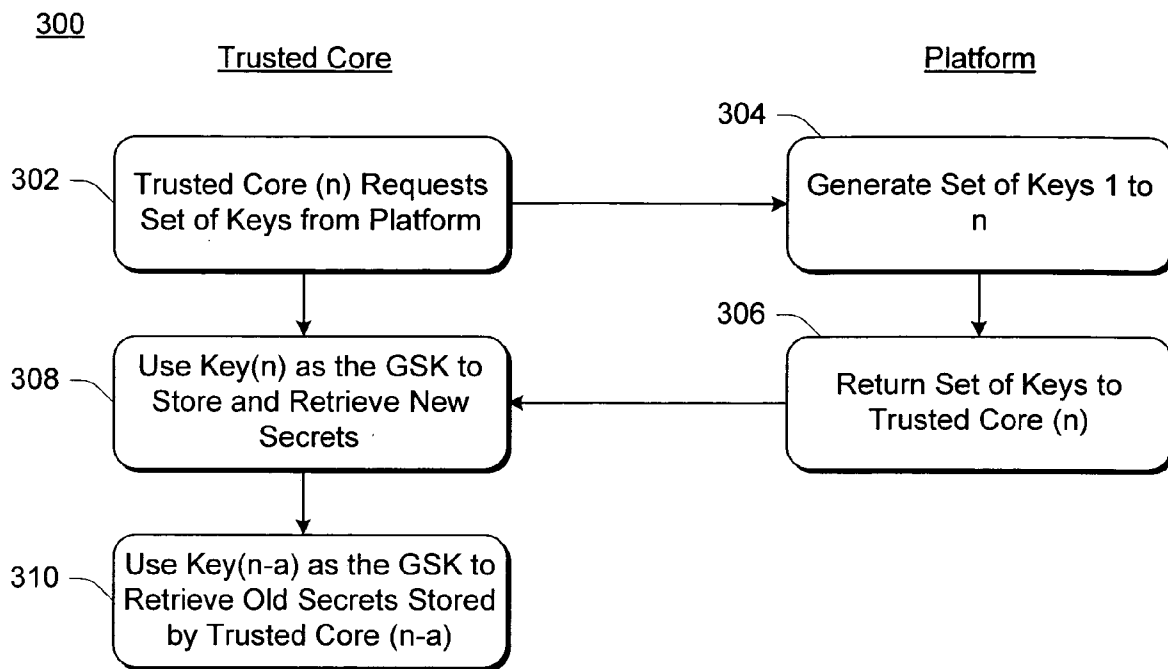 300
Trusted Core
Platform
304
302
Trusted Core (n) Requests
Set of Keys from Platform
Generate Set of Keys 1 to
n
306
308
Use Key(n) as the GSK to
Store and Retrieve New
Secrets
Return Set of Keys to
Trusted Core (n)
310
Use Key(n-a) as the GSK to
Retrieve Old Secrets Stored
by Trusted Core (n-a)